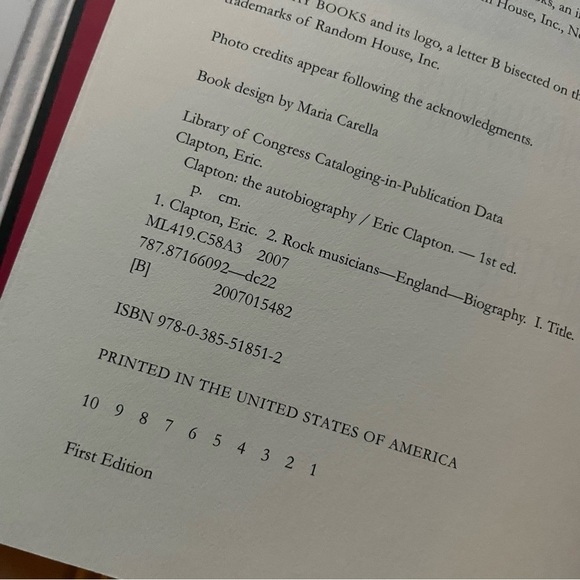 BOOKS and its logo, a letter B bisected on
House, Inc.,
trademarks of Random House, Inc.
Photo credits appear following the acknowledgments.
Book design by Maria Carella
Library of Congress Cataloging-in-Publication Data
Clapton, Eric.
Clapton: the autobiography / Eric Clapton. — 1st ed.
p. cm.
1. Clapton, Eric. 2. Rock musicians—England—Biography. I. Title.
ML419.C58A3 2007
787.87166092—dc22
[B]
2007015482
ISBN 978-0-385-51851-2
PRINTED IN THE UNITED STATES OF AMERICA
10 9 8 7 6 5 4 3 2 1
First Edition